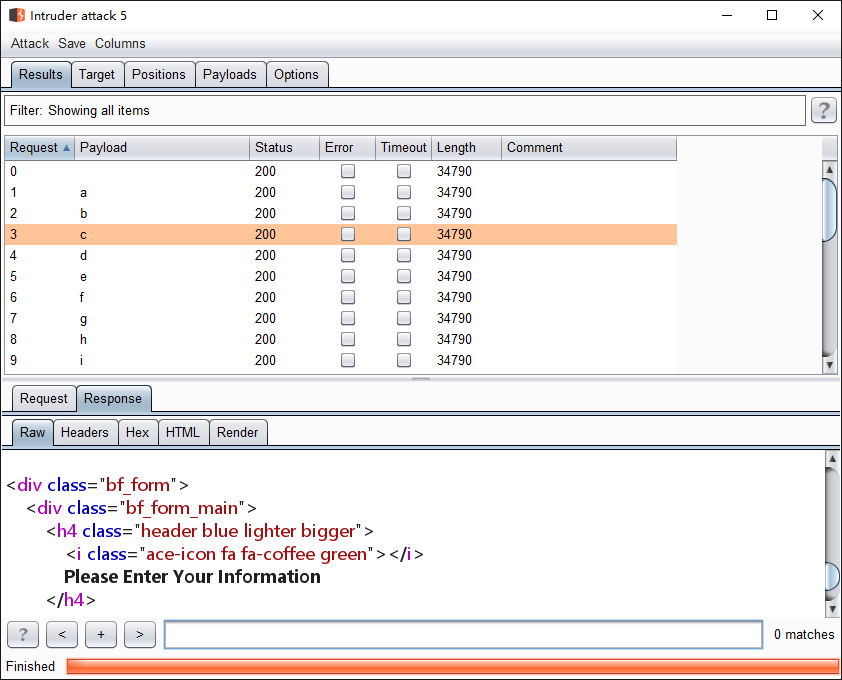 Intruder attack 5
Attack Save Columns
Results Target Positions Payloads Options
Filter: Showing all items ?
Request Payload Status Error Timeout Length Comment
0 200 34790
1 a 200 34790
2 b 200 34790
3 c 200 34790
4 d 200 34790
5 e 200 34790
6 f 200 34790
7 g 200 34790
8 h 200 34790
9 i 200 34790
Request Response
Raw Headers Hex HTML Render
<div class="bf_form">
<div class="bf_form_main">
<h4 class="header blue lighter bigger">
<i class="ace-icon fa fa-coffee green"></i>
Please Enter Your Information
</h4>
? < + > 0 matches
Finished